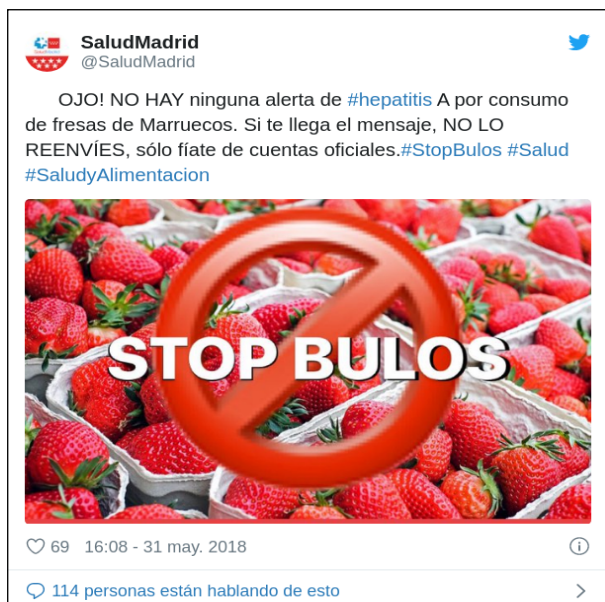 SaludMadrid
@SaludMadrid
OJO! NO HAY ninguna alerta de #hepatitis A por consumo
de fresas de Marruecos. Si te llega el mensaje, NO LO
REENVÍES, sólo fíate de cuentas oficiales.#StopBulos #Salud
#SaludyAlimentacion
STOP BULOS
69 16:08 - 31 may. 2018
114 personas están hablando de esto